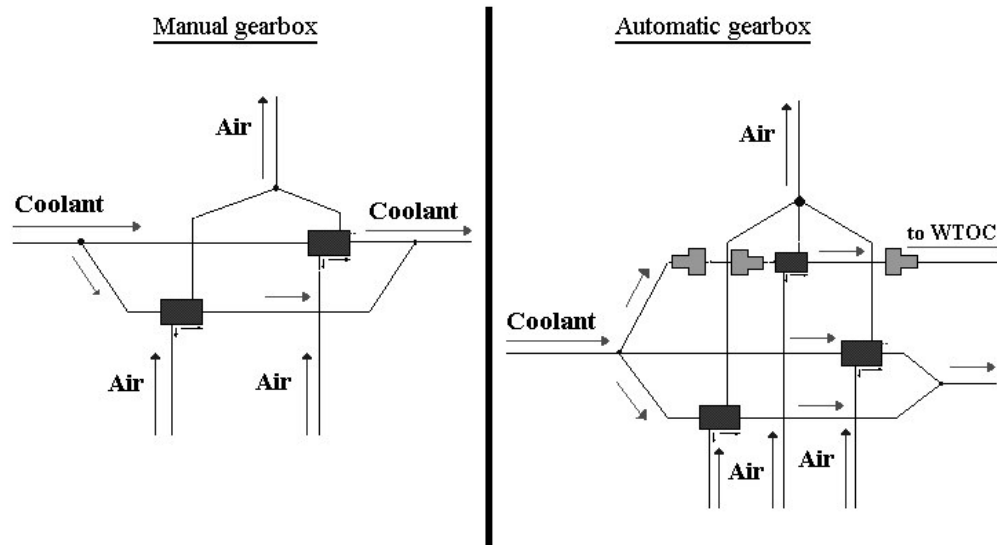 Manual gearbox
Air
Coolant
Coolant
Air
Air
Automatic gearbox
Air
to WTOC
Coolant
Air
Air